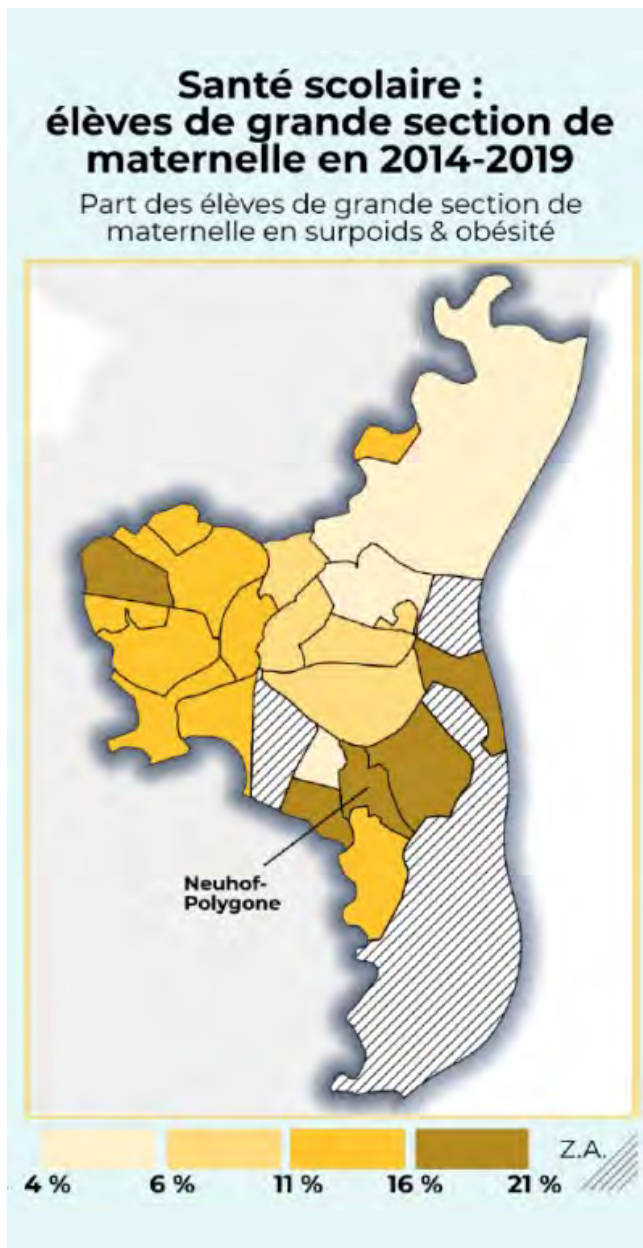 Santé scolaire :
élèves de grande section de
maternelle en 2014-2019
Part des élèves de grande section de
maternelle en surpoids & obésité
Neuhof-
Polygone
Z.A.
4 % 6 % 11 % 16 % 21 %